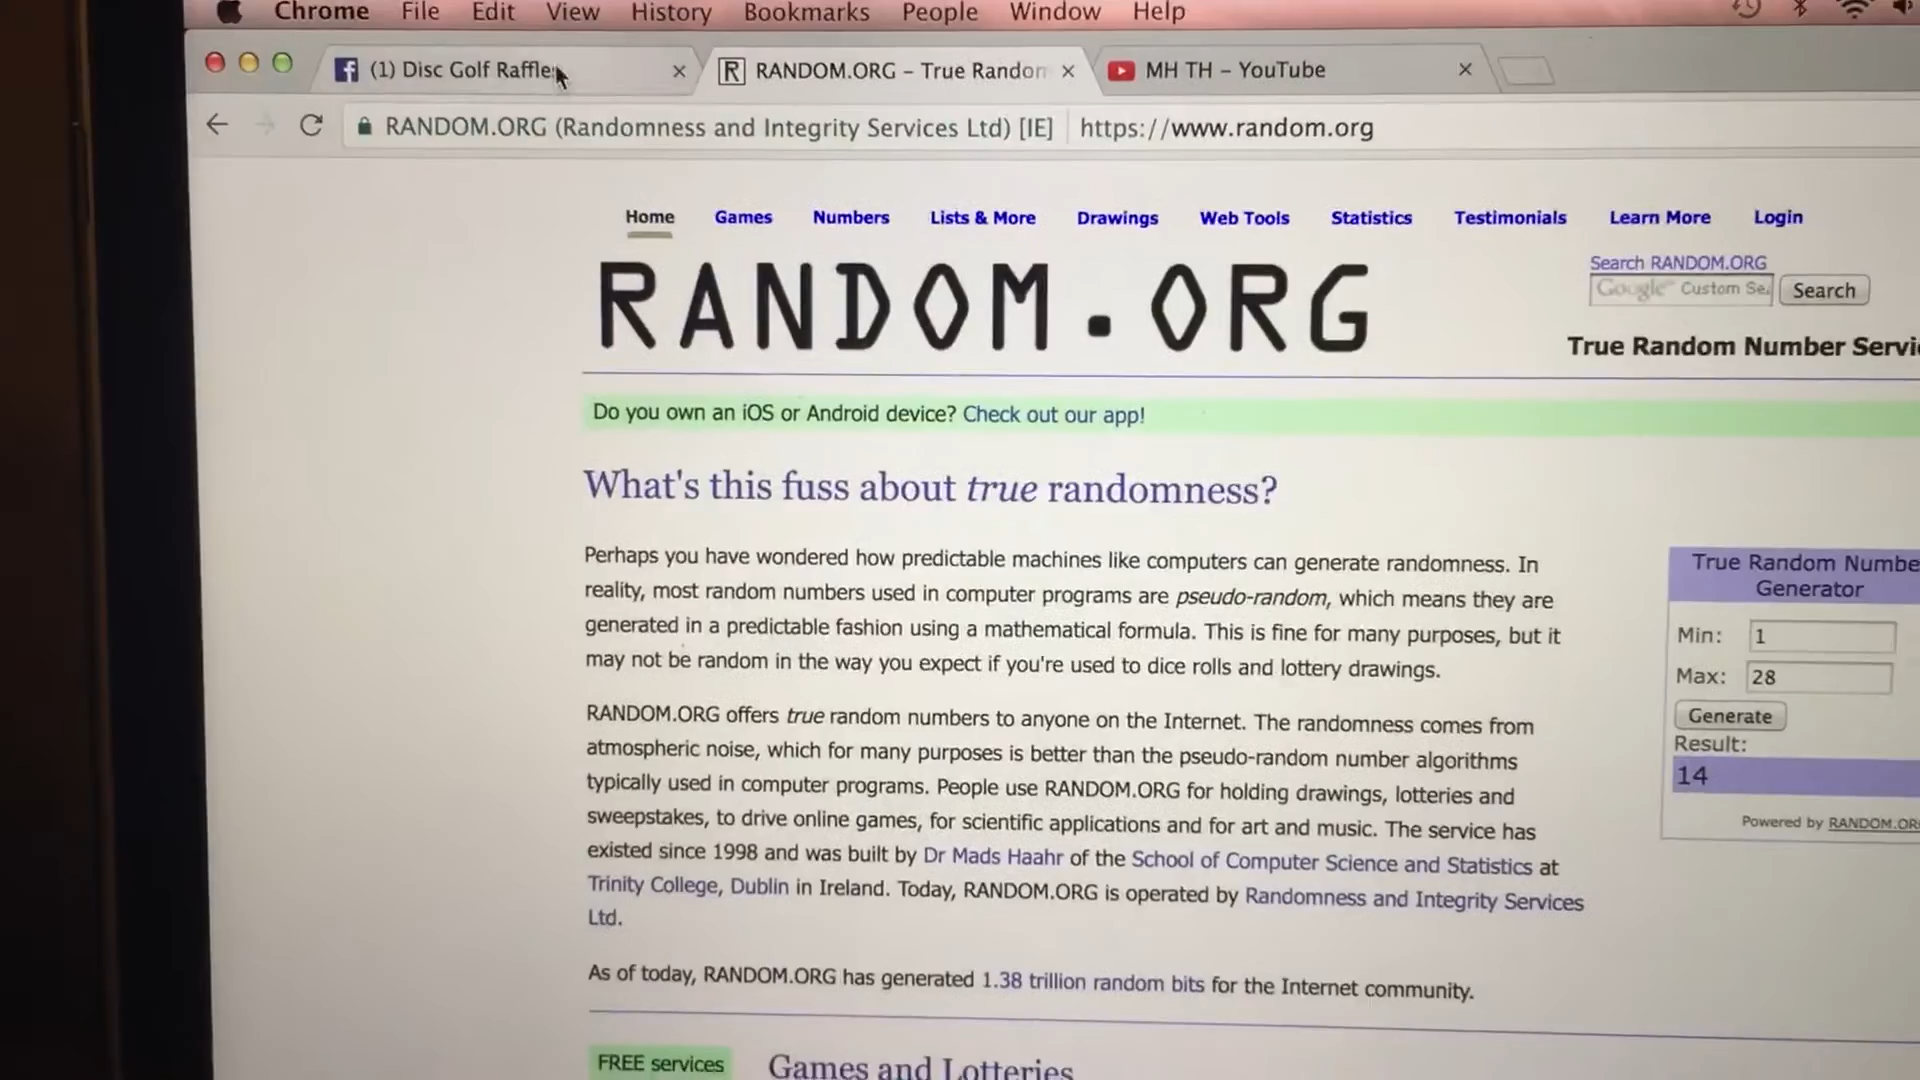 Chrome File Edit View History Bookmarks People Window Help
(1) Disc Golf Raffles
RANDOM.ORG – True Random
MH TH – YouTube
RANDOM.ORG (Randomness and Integrity Services Ltd) [IE] https://www.random.org
Home Games Numbers Lists & More Drawings Web Tools Statistics Testimonials Learn More Login
RANDOM.ORG
Search RANDOM.ORG
Google Custom Sea
Search
True Random Number Servi
Do you own an iOS or Android device? Check out our app!
What's this fuss about true randomness?
Perhaps you have wondered how predictable machines like computers can generate randomness. In
reality, most random numbers used in computer programs are pseudo-random, which means they are
generated in a predictable fashion using a mathematical formula. This is fine for many purposes, but it
may not be random in the way you expect if you're used to dice rolls and lottery drawings.
RANDOM.ORG offers true random numbers to anyone on the Internet. The randomness comes from
atmospheric noise, which for many purposes is better than the pseudo-random number algorithms
typically used in computer programs. People use RANDOM.ORG for holding drawings, lotteries and
sweepstakes, to drive online games, for scientific applications and for art and music. The service has
existed since 1998 and was built by Dr Mads Haahr of the School of Computer Science and Statistics at
Trinity College, Dublin in Ireland. Today, RANDOM.ORG is operated by Randomness and Integrity Services
Ltd.
As of today, RANDOM.ORG has generated 1.38 trillion random bits for the Internet community.
True Random Numbe
Generator
Min: 1
Max: 28
Generate
Result:
14
Powered by RANDOM.OR
FREE services
Games and Lotteries